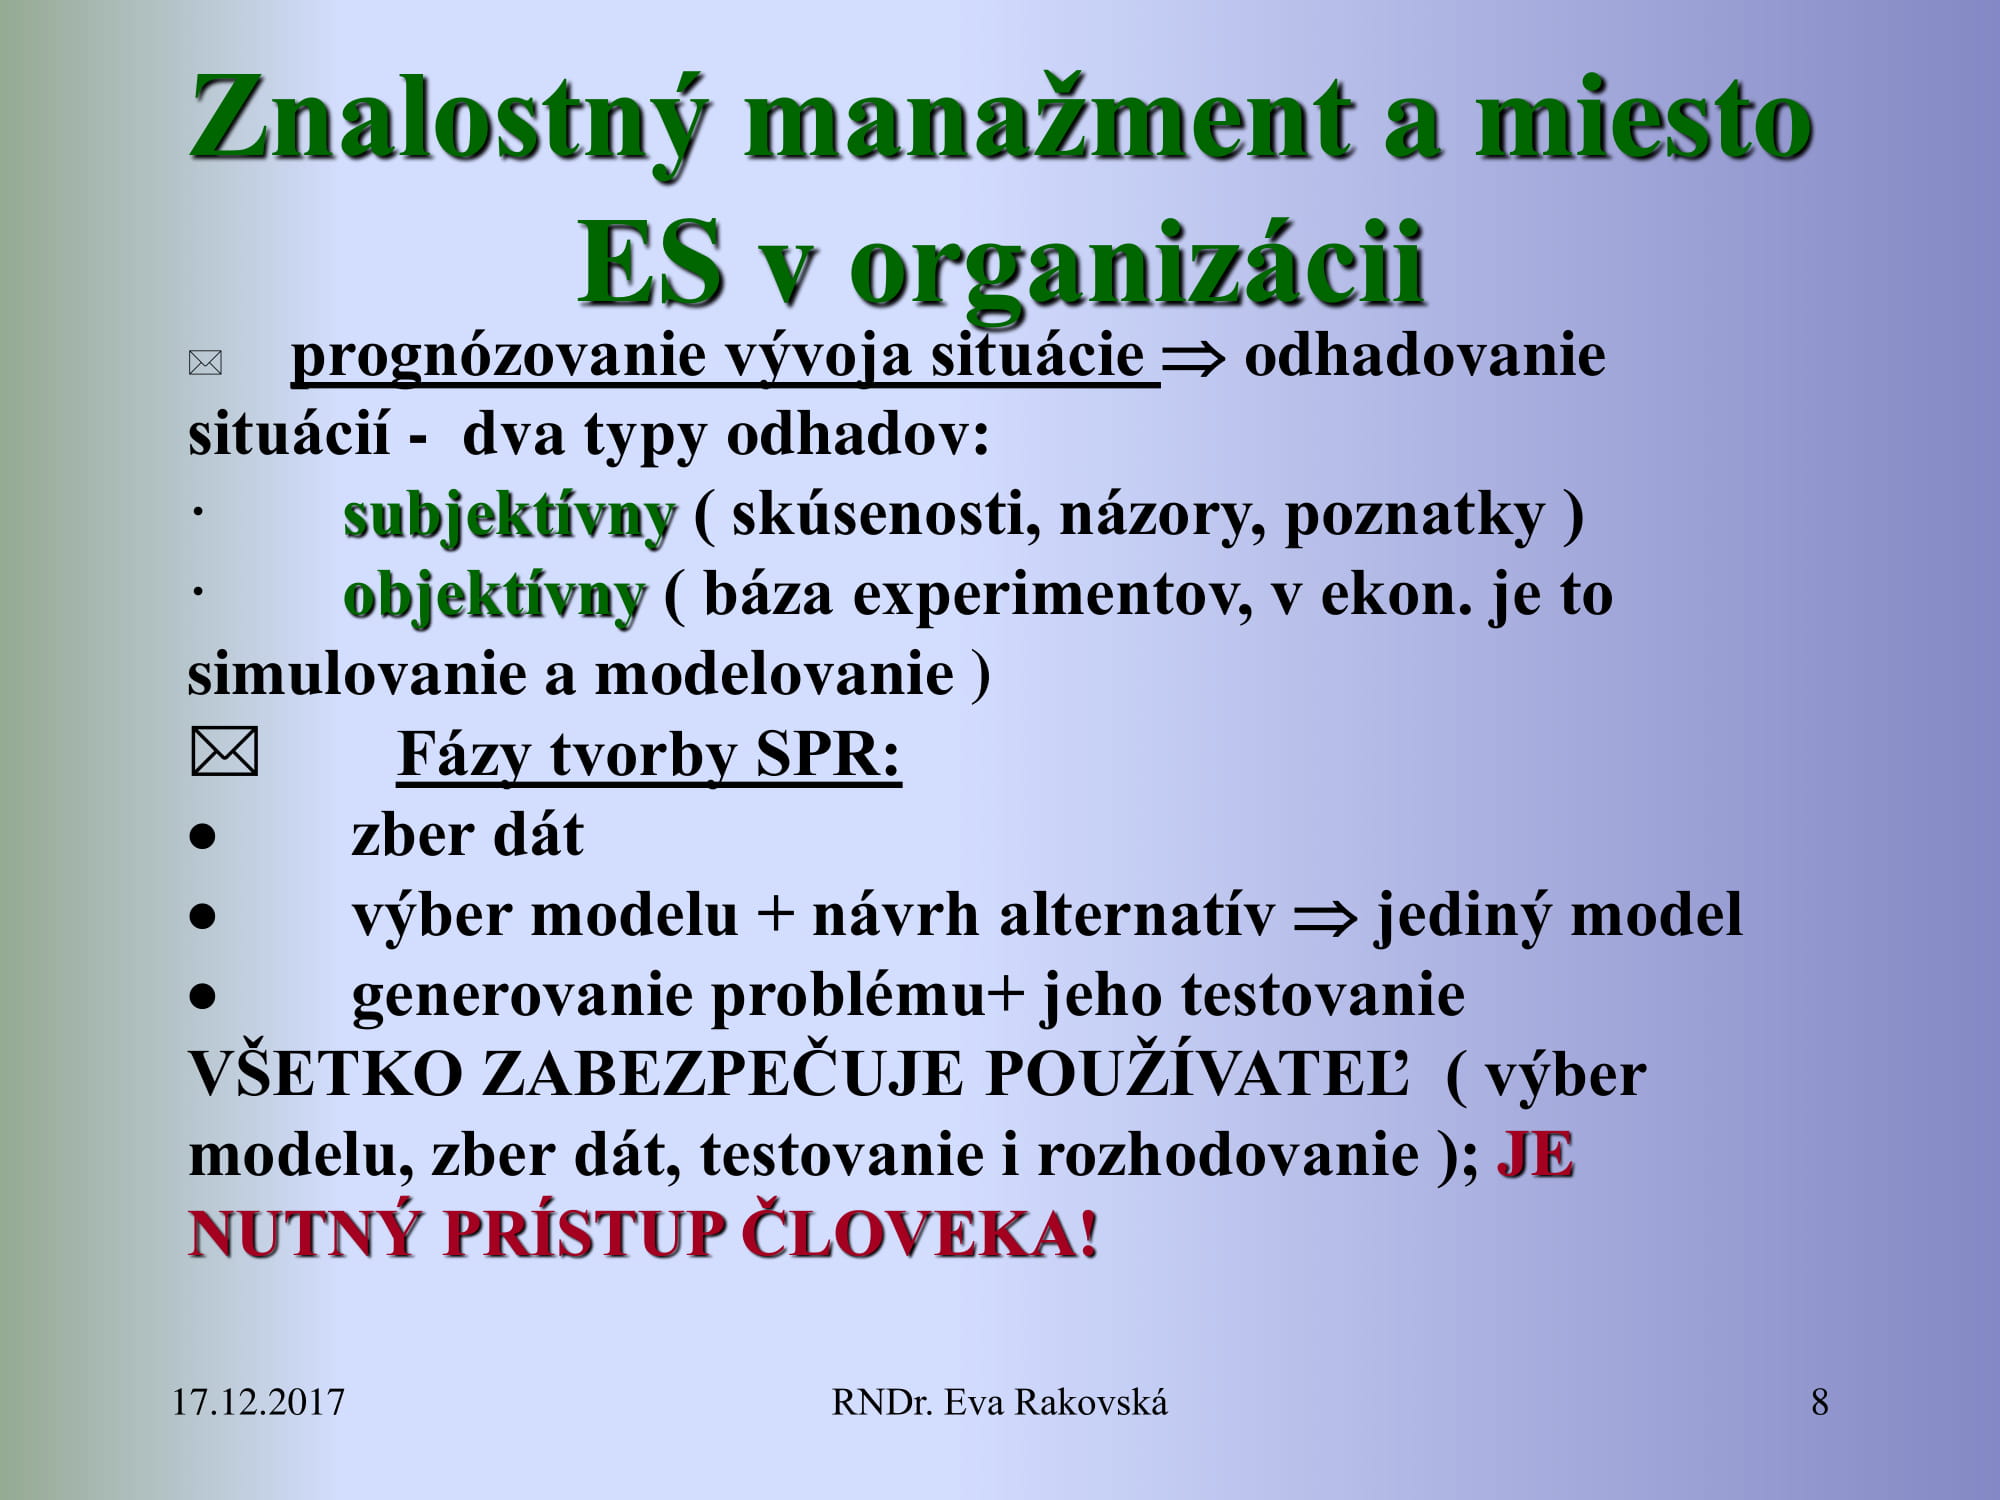 Znalostný manažment a miesto
ES v organizácii
prognózovanie vývoja situácie ⇒ odhadovanie
situácií - dva typy odhadov:
· subjektívny ( skúsenosti, názory, poznatky )
· objektívny ( báza experimentov, v ekon. je to
simulovanie a modelovanie )
Fázy tvorby SPR:
• zber dát
• výber modelu + návrh alternatív ⇒ jediný model
• generovanie problému+ jeho testovanie
VŠETKO ZABEZPEČUJE POUŽÍVATEĽ ( výber
modelu, zber dát, testovanie i rozhodovanie ); JE
NUTNÝ PRÍSTUP ČLOVEKA!
17.12.2017 RNDr. Eva Rakovská 8